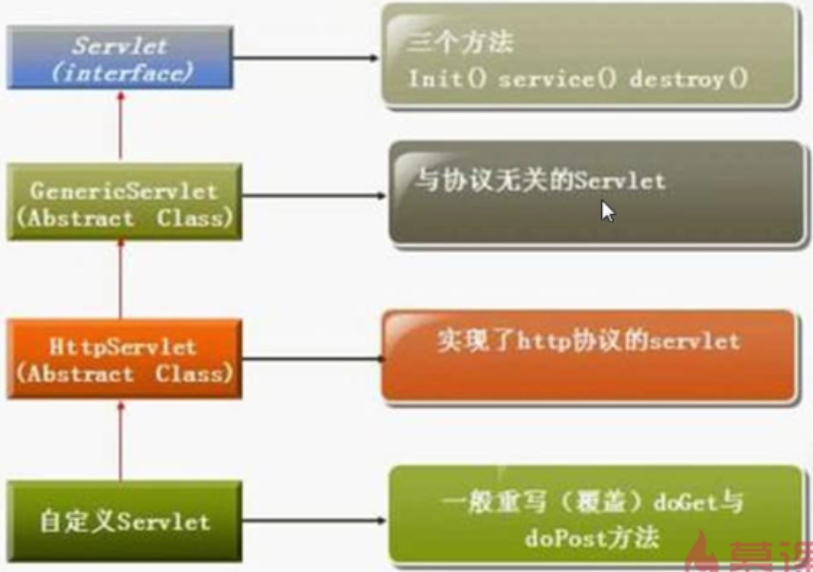 Servlet
(interface)
三个方法
Init() service() destroy()
GenericServlet
(Abstract Class)
与协议无关的Servlet
HttpServlet
(Abstract Class)
实现了http协议的servlet
自定义Servlet
一般重写（覆盖）doGet与
doPost方法
慕课